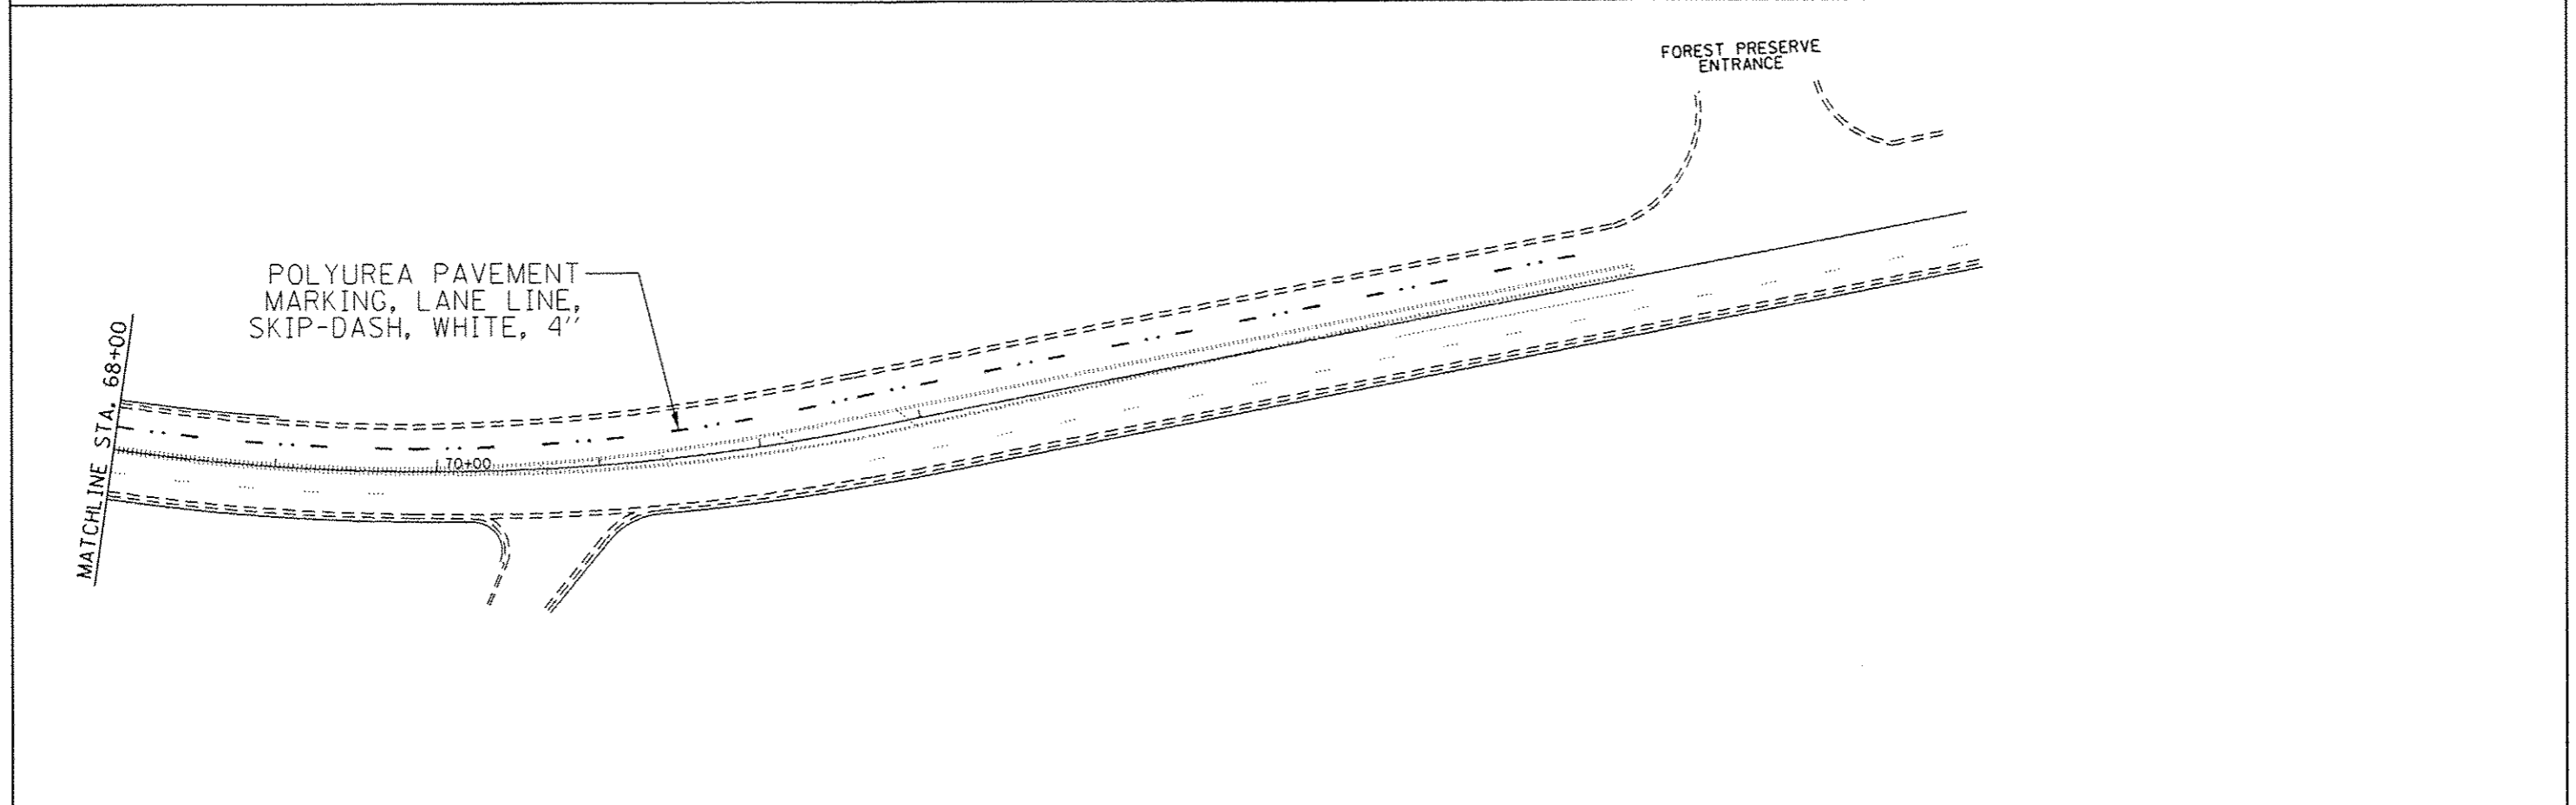 FOREST PRESERVE
ENTRANCE
POLYUREA PAVEMENT
MARKING, LANE LINE,
SKIP-DASH, WHITE, 4"
MATCHLINE STA. 68+00
70+00